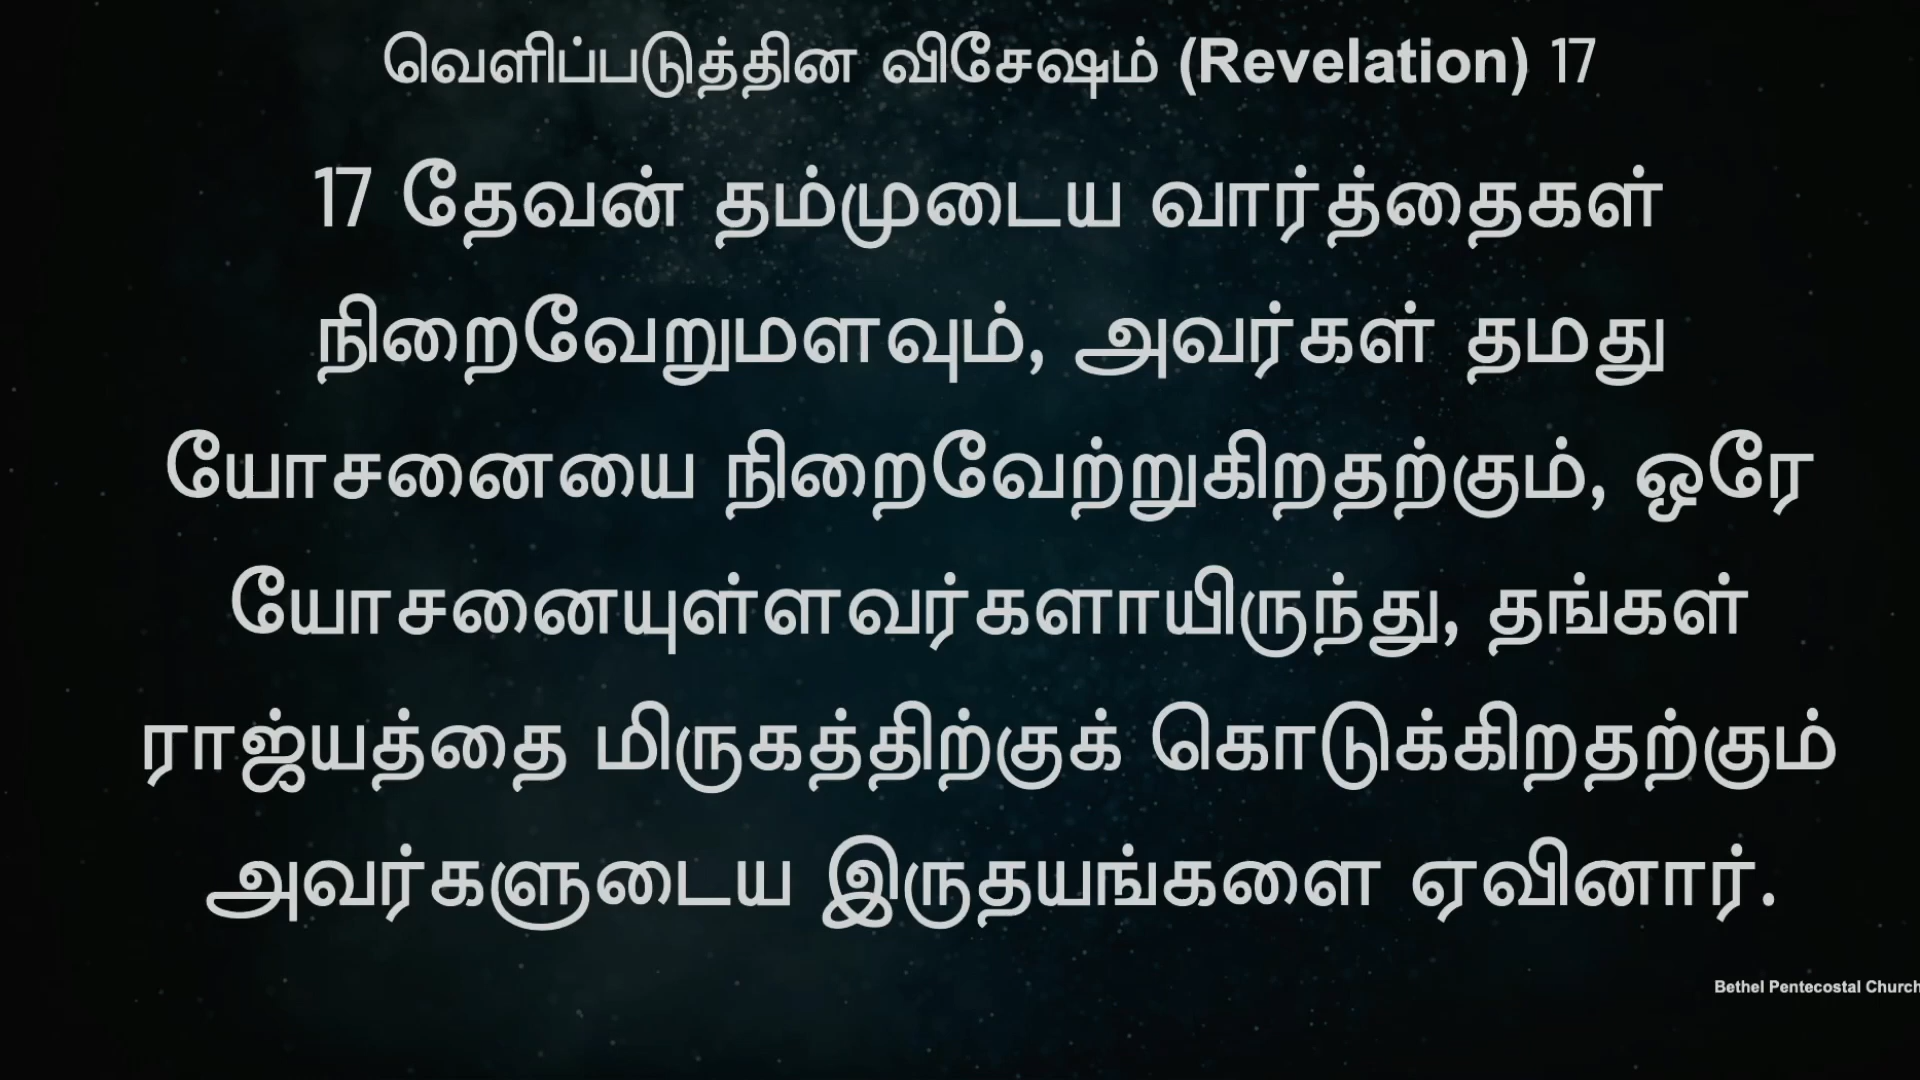 வெளிப்படுத்தின விசேஷம் (Revelation) 17
17 தேவன் தம்முடைய வார்த்தைகள்
நிறைவேறுமளவும், அவர்கள் தமது
யோசனையை நிறைவேற்றுகிறதற்கும், ஒரே
யோசனையுள்ளவர்களாயிருந்து, தங்கள்
ராஜ்யத்தை மிருகத்திற்குக் கொடுக்கிறதற்கும்
அவர்களுடைய இருதயங்களை ஏவினார்.
Bethel Pentecostal Church